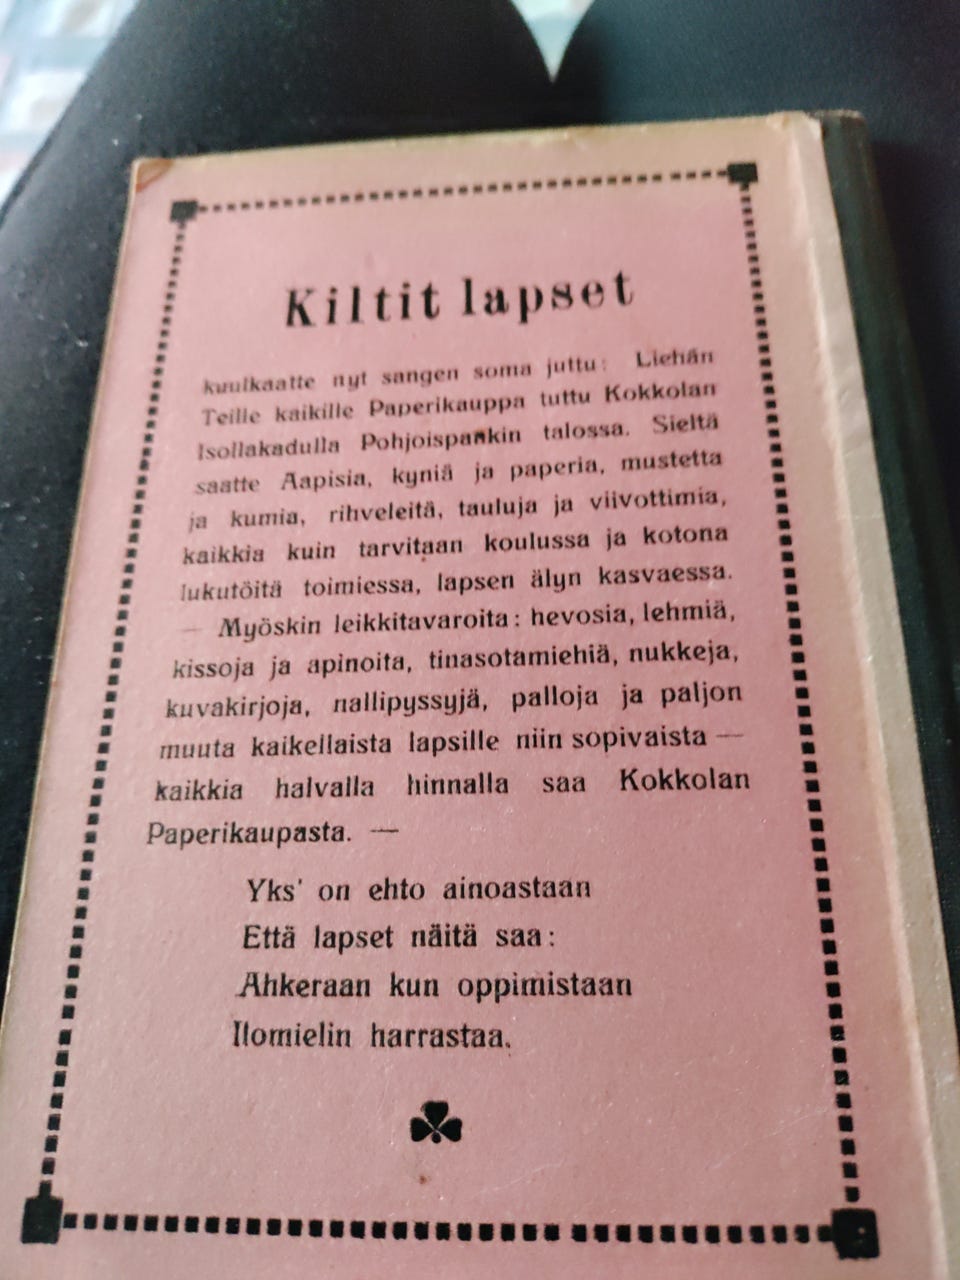 Kiltit lapset
kuulkaatte nyt sangen soma juttu: Liehän
Teille kaikille Paperikauppa tuttu Kokkolan
Isollakadulla Pohjoispankin talossa. Sieltä
saatte Aapisia, kyniä ja paperia, mustetta
ja kumia, rihveleitä, tauluja ja viivottimia,
kaikkia kuin tarvitaan koulussa ja kotona
lukutöitä toimiessa, lapsen älyn kasvaessa.
— Myöskin leikkitavaroita: hevosia, lehmiä,
kissoja ja apinoita, tinasotamiehiä, nukkeja,
kuvakirjoja, nallipyssyjä, palloja ja paljon
muuta kaikellaista lapsille niin sopivaista —
kaikkia halvalla hinnalla saa Kokkolan
Paperikaupasta. —
Yks' on ehto ainoastaan
Että lapset näitä saa:
Ahkeraan kun oppimistaan
Ilomielin harrastaa.